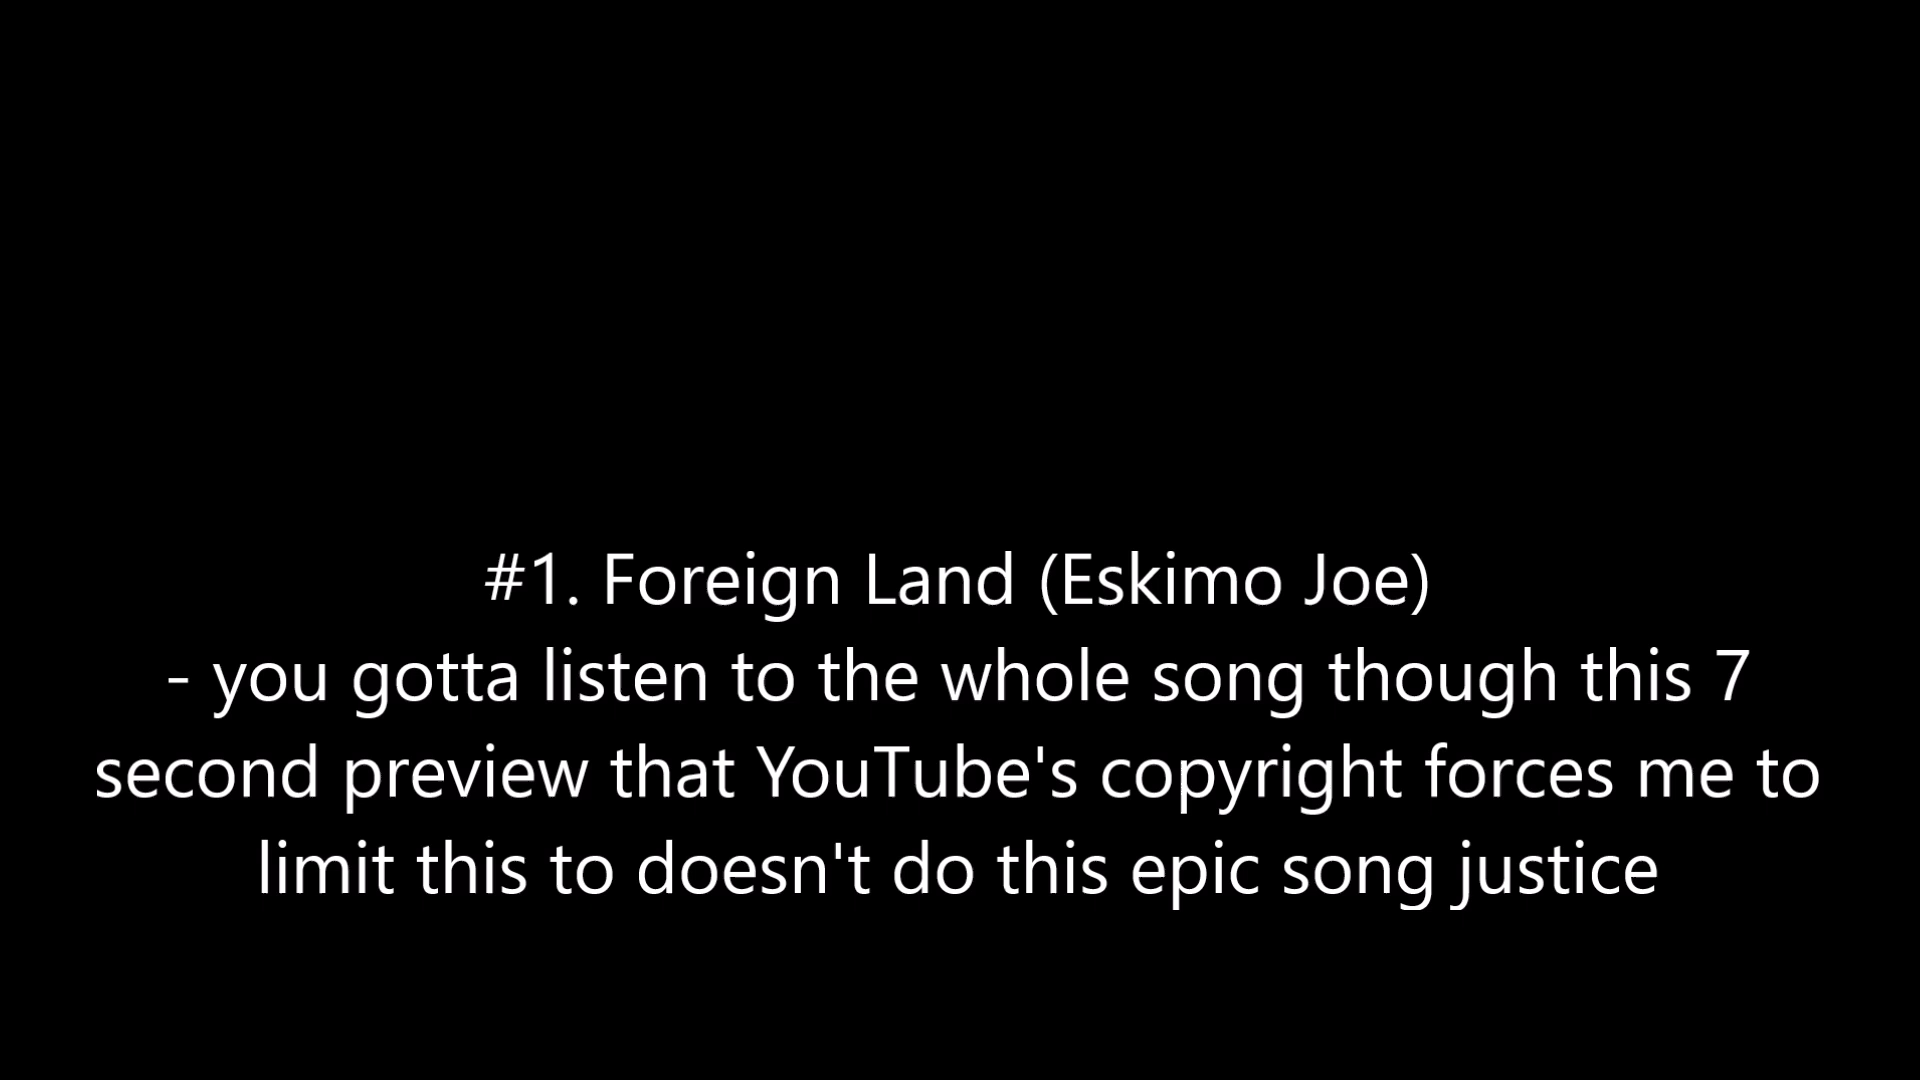 #1. Foreign Land (Eskimo Joe)
- you gotta listen to the whole song though this 7
second preview that YouTube's copyright forces me to
limit this to doesn't do this epic song justice